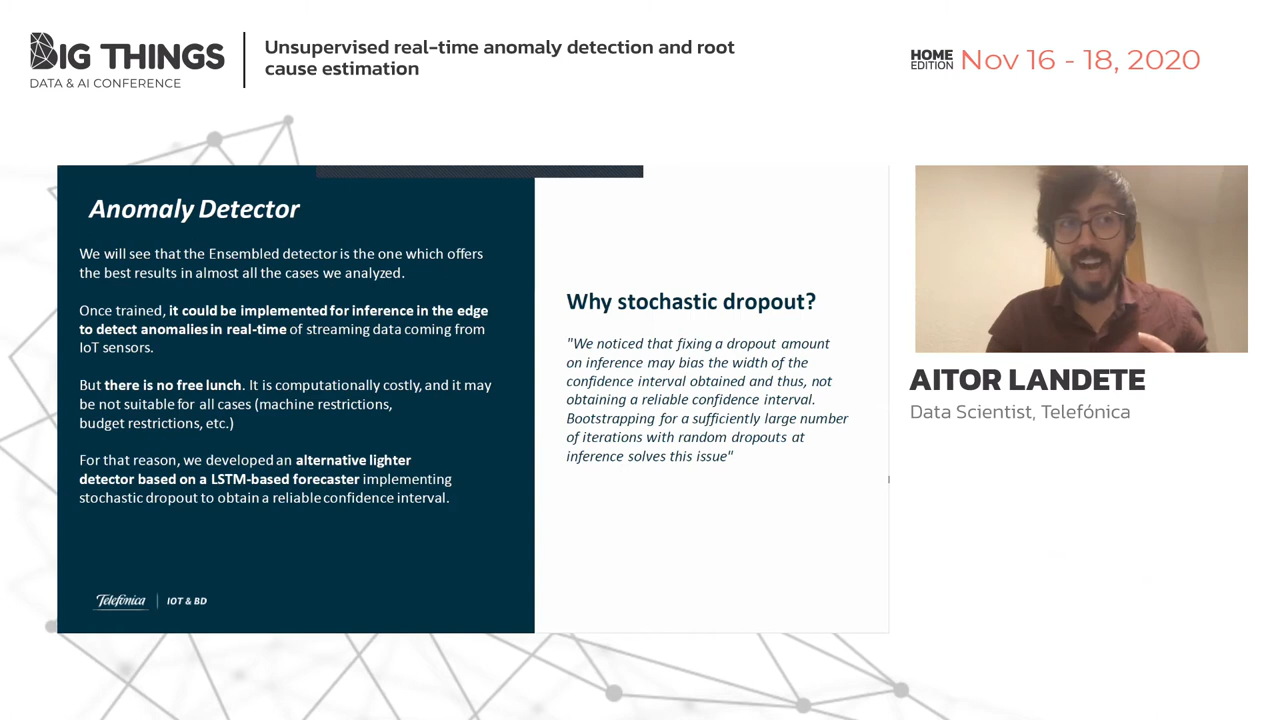 BIG THINGS
DATA & AI CONFERENCE
Unsupervised real-time anomaly detection and root
cause estimation
HOME
EDITION
Nov 16 - 18, 2020
Anomaly Detector
We will see that the Ensembled detector is the one which offers
the best results in almost all the cases we analyzed.
Once trained, it could be implemented for inference in the edge
to detect anomalies in real-time of streaming data coming from
IoT sensors.
But there is no free lunch. It is computationally costly, and it may
be not suitable for all cases (machine restrictions,
budget restrictions, etc.)
For that reason, we developed an alternative lighter
detector based on a LSTM-based forecaster implementing
stochastic dropout to obtain a reliable confidence interval.
Telefónica
IOT & BD
Why stochastic dropout?
"We noticed that fixing a dropout amount
on inference may bias the width of the
confidence interval obtained and thus, not
obtaining a reliable confidence interval.
Bootstrapping for a sufficiently large number
of iterations with random dropouts at
inference solves this issue"
AITOR LANDETE
Data Scientist, Telefónica